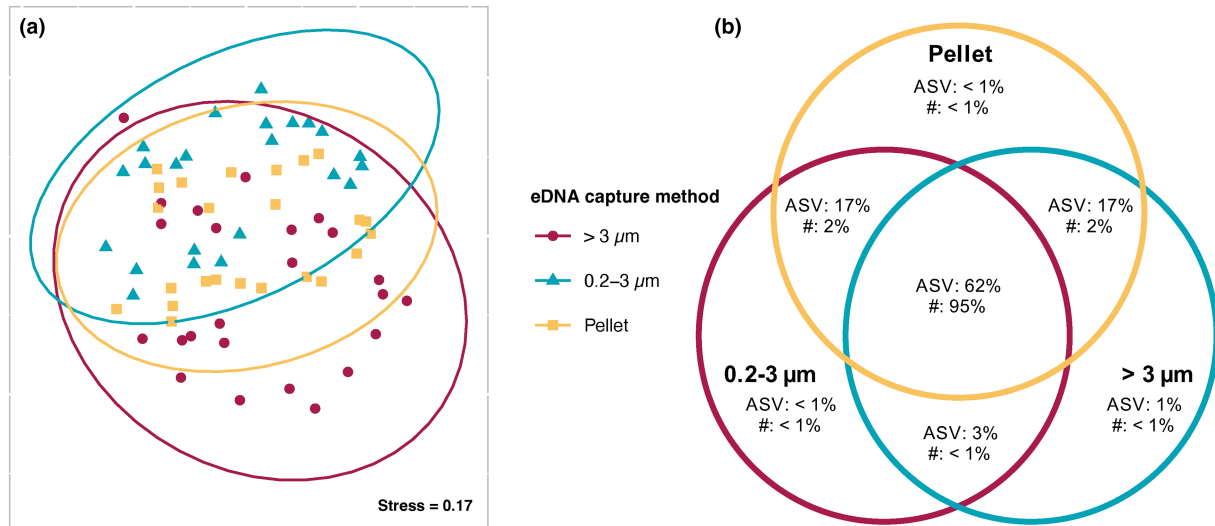 (a)
Stress = 0.17
eDNA capture method
> 3 µm
0.2–3 µm
Pellet
(b)
Pellet
ASV: < 1%
#: < 1%
ASV: 17%
#: 2%
ASV: 17%
#: 2%
ASV: 62%
#: 95%
0.2-3 µm
ASV: < 1%
#: < 1%
> 3 µm
ASV: 1%
#: < 1%
ASV: 3%
#: < 1%